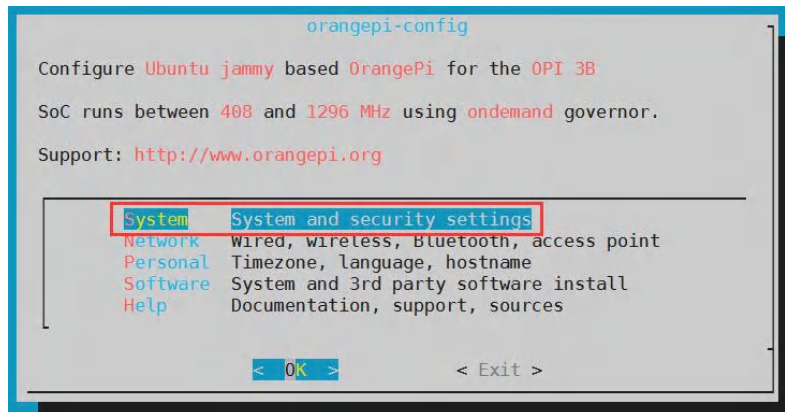 orangepi-config
Configure Ubuntu jammy based OrangePi for the OPI 3B
SoC runs between 408 and 1296 MHz using ondemand governor.
Support: http://www.orangepi.org
System System and security settings
Network Wired, wireless, Bluetooth, access point
Personal Timezone, language, hostname
Software System and 3rd party software install
Help Documentation, support, sources
< OK > < Exit >